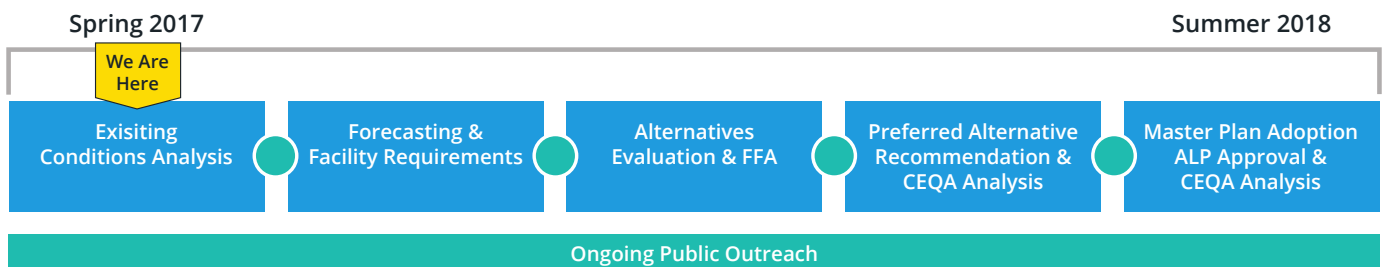 Spring 2017
Summer 2018
We Are
Here
Exisiting
Conditions Analysis
Forecasting &
Facility Requirements
Alternatives
Evaluation & FFA
Preferred Alternative
Recommendation &
CEQA Analysis
Master Plan Adoption
ALP Approval &
CEQA Analysis
Ongoing Public Outreach